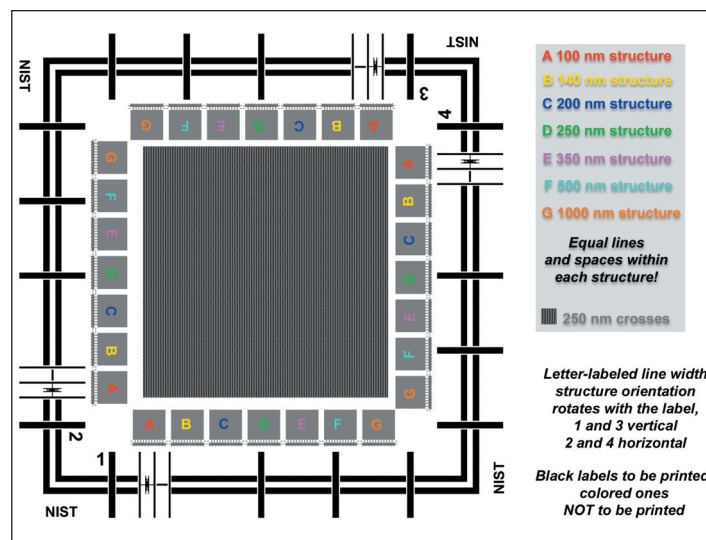 NIST
NIST
3
4
G F E D C B A
G
F
E
D
C
B
A
A
B
C
D
E
F
G
2
A B C D E F G
1
NIST
NIST
A 100 nm structure
B 140 nm structure
C 200 nm structure
D 250 nm structure
E 350 nm structure
F 500 nm structure
G 1000 nm structure
Equal lines
and spaces within
each structure!
250 nm crosses
Letter-labeled line width
structure orientation
rotates with the label,
1 and 3 vertical
2 and 4 horizontal
Black labels to be printed
colored ones
NOT to be printed